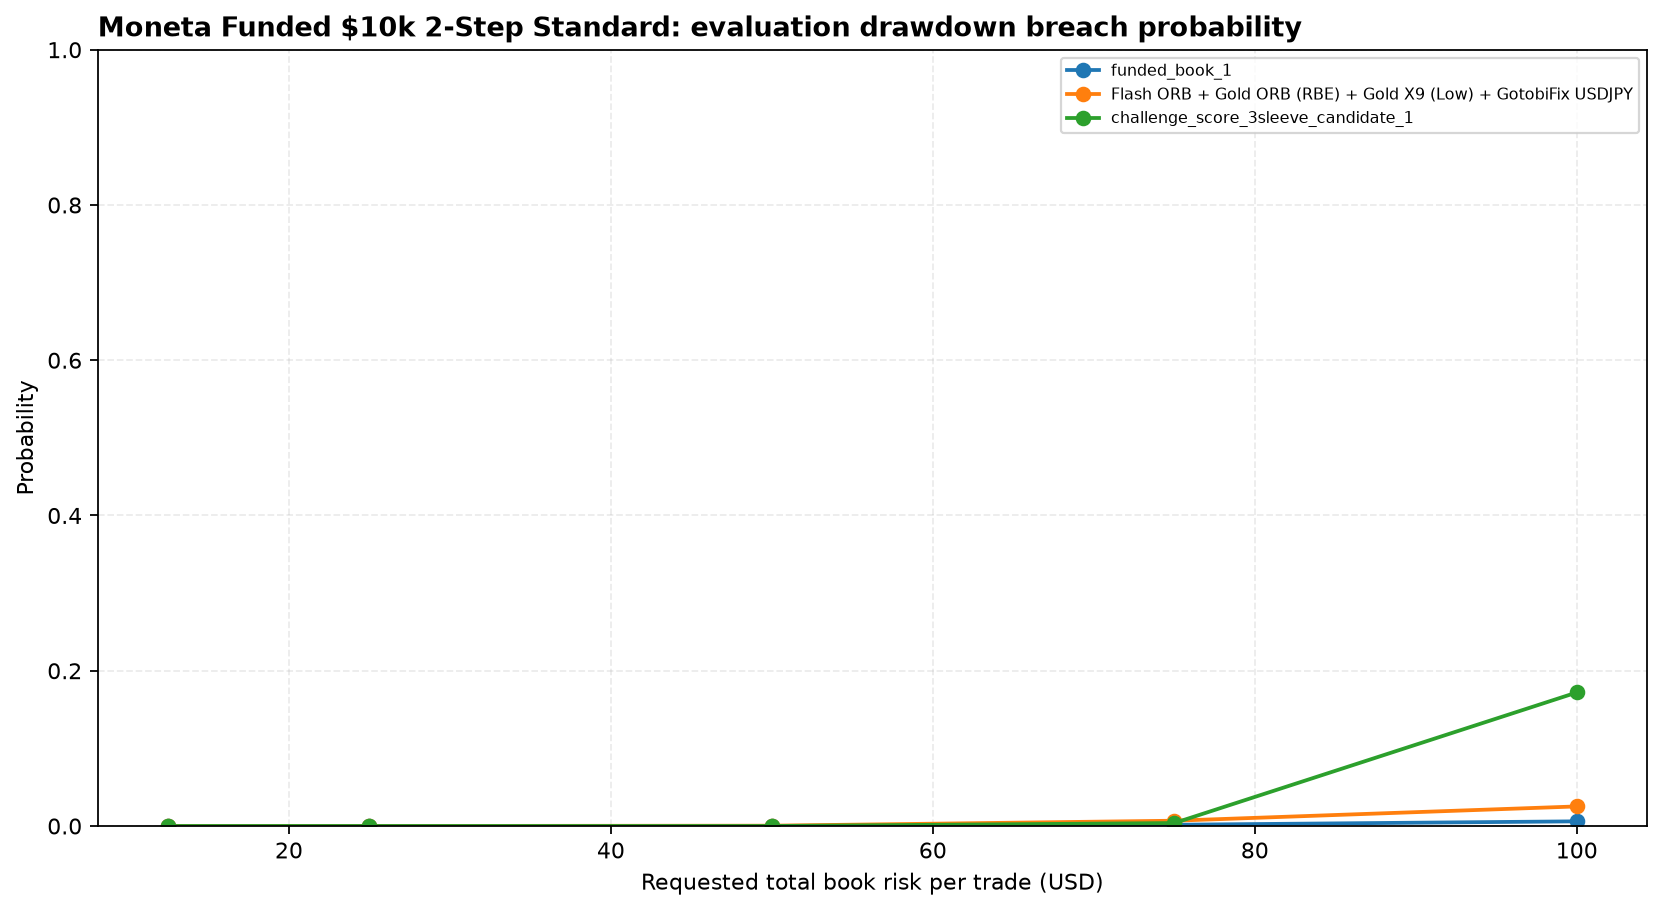 Moneta Funded $10k 2-Step Standard: evaluation drawdown breach probability
funded_book_1
Flash ORB + Gold ORB (RBE) + Gold X9 (Low) + GotobiFix USDJPY
challenge_score_3sleeve_candidate_1
Probability
1.0
0.8
0.6
0.4
0.2
0.0
20
40
60
80
100
Requested total book risk per trade (USD)